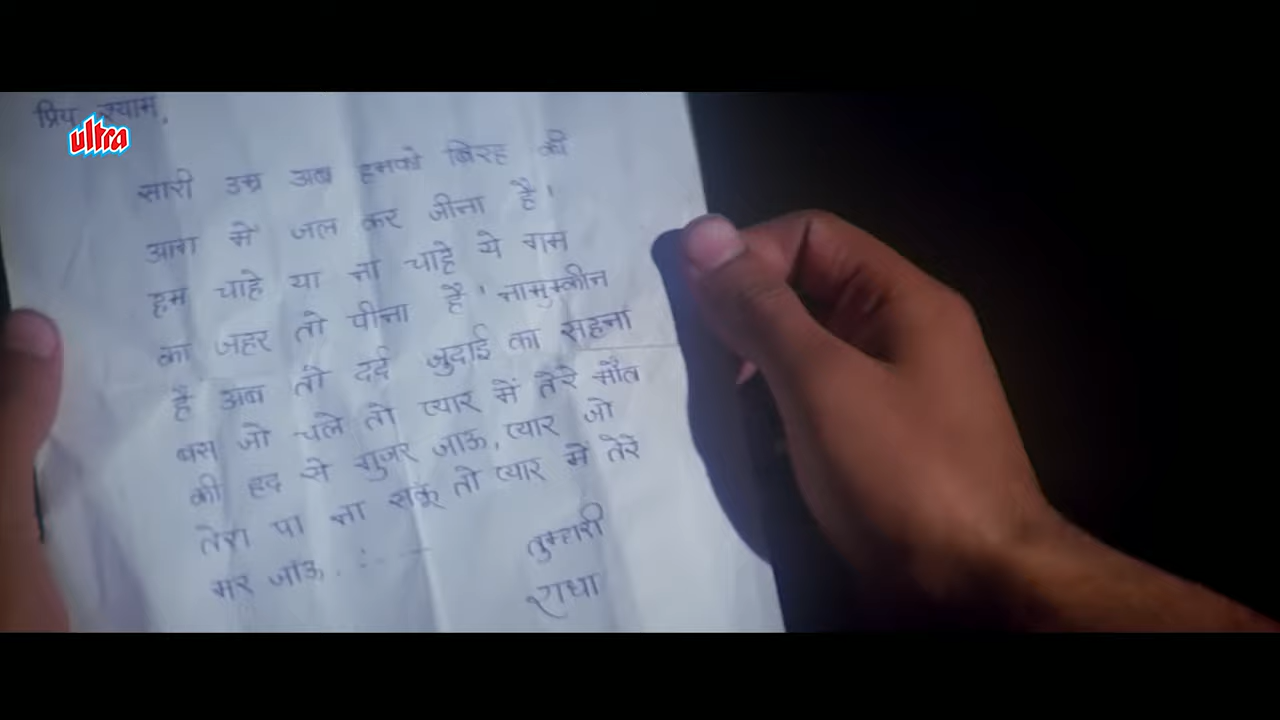 प्रिय श्याम,
ultra
सारी उम्र अब हमको बिरह की
आग में जल कर जीना है'
हम चाहे या ना चाहे ये गम
का जहर तो पीना है ' नामुम्कीन
है अब तो दर्द जुदाई का सहना
बस जो चले तो प्यार में तेरे मौत
की हद से गुजर जाऊ, प्यार जो
तेरा पा ना सकूं तो प्यार में तेरे
मर जाऊ . : -
तुम्हारी
राधा